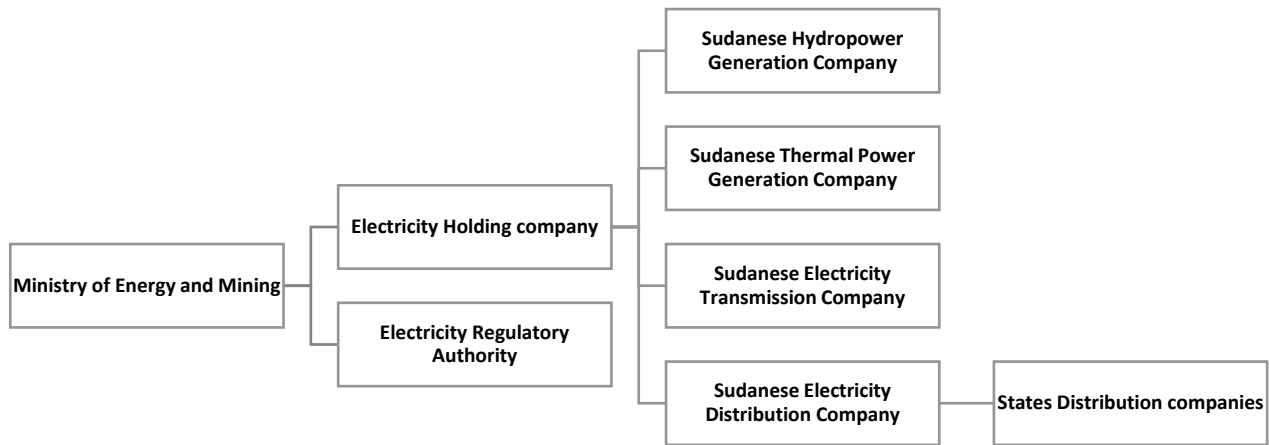 Sudanese Hydropower
Generation Company
Sudanese Thermal Power
Generation Company
Electricity Holding company
Ministry of Energy and Mining
Sudanese Electricity
Transmission Company
Electricity Regulatory
Authority
Sudanese Electricity
Distribution Company
States Distribution companies